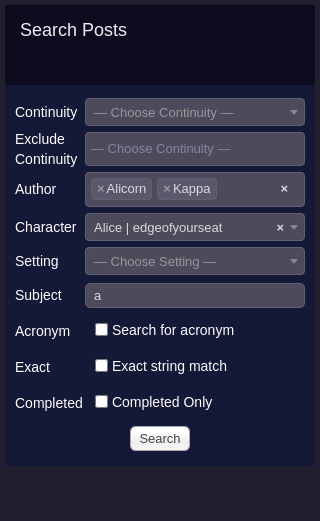 Search Posts
Continuity — Choose Continuity —
Exclude Continuity — Choose Continuity —
Author ×Alicorn ×Kappa ×
Character Alice | edgeofyourseat ×
Setting — Choose Setting —
Subject a
Acronym Search for acronym
Exact Exact string match
Completed Completed Only
Search